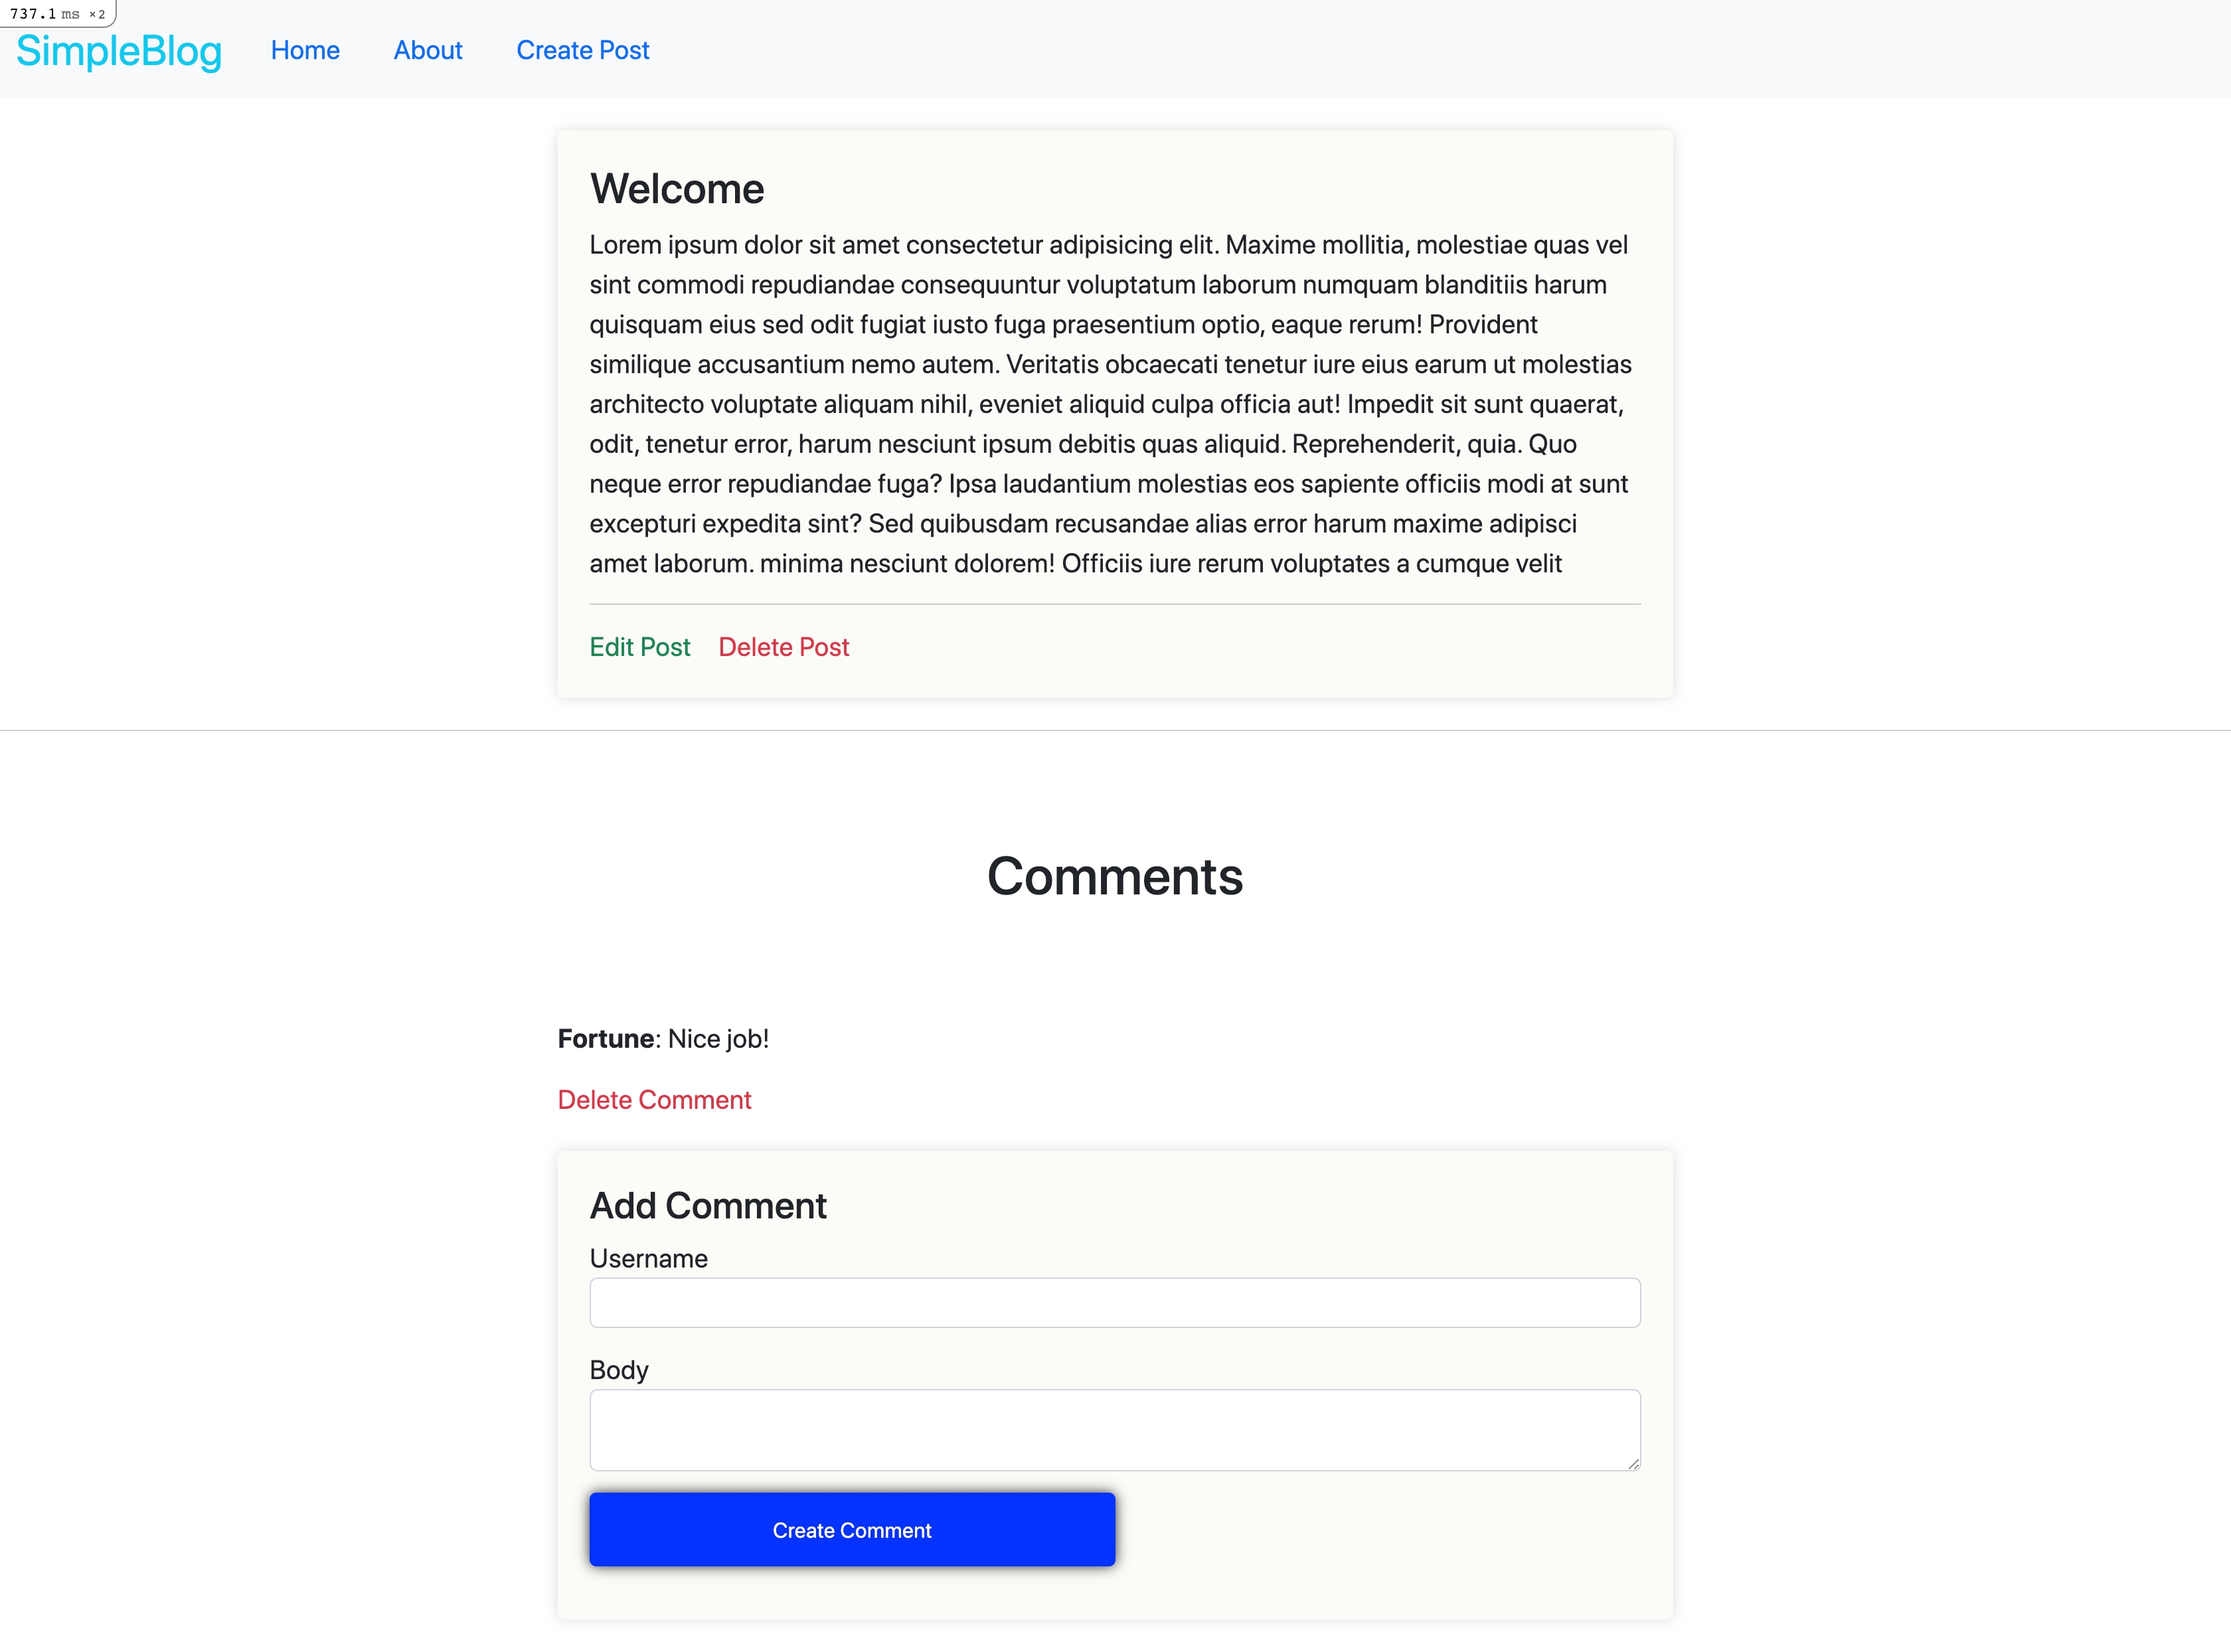 737.1 ms ×2
SimpleBlog Home About Create Post
Welcome
Lorem ipsum dolor sit amet consectetur adipisicing elit. Maxime mollitia, molestiae quas vel
sint commodi repudiandae consequuntur voluptatum laborum numquam blanditiis harum
quisquam eius sed odit fugiat iusto fuga praesentium optio, eaque rerum! Provident
similique accusantium nemo autem. Veritatis obcaecati tenetur iure eius earum ut molestias
architecto voluptate aliquam nihil, eveniet aliquid culpa officia aut! Impedit sit sunt quaerat,
odit, tenetur error, harum nesciunt ipsum debitis quas aliquid. Reprehenderit, quia. Quo
neque error repudiandae fuga? Ipsa laudantium molestias eos sapiente officiis modi at sunt
excepturi expedita sint? Sed quibusdam recusandae alias error harum maxime adipisci
amet laborum. minima nesciunt dolorem! Officiis iure rerum voluptates a cumque velit
Edit Post Delete Post
Comments
Fortune: Nice job!
Delete Comment
Add Comment
Username
Body
Create Comment